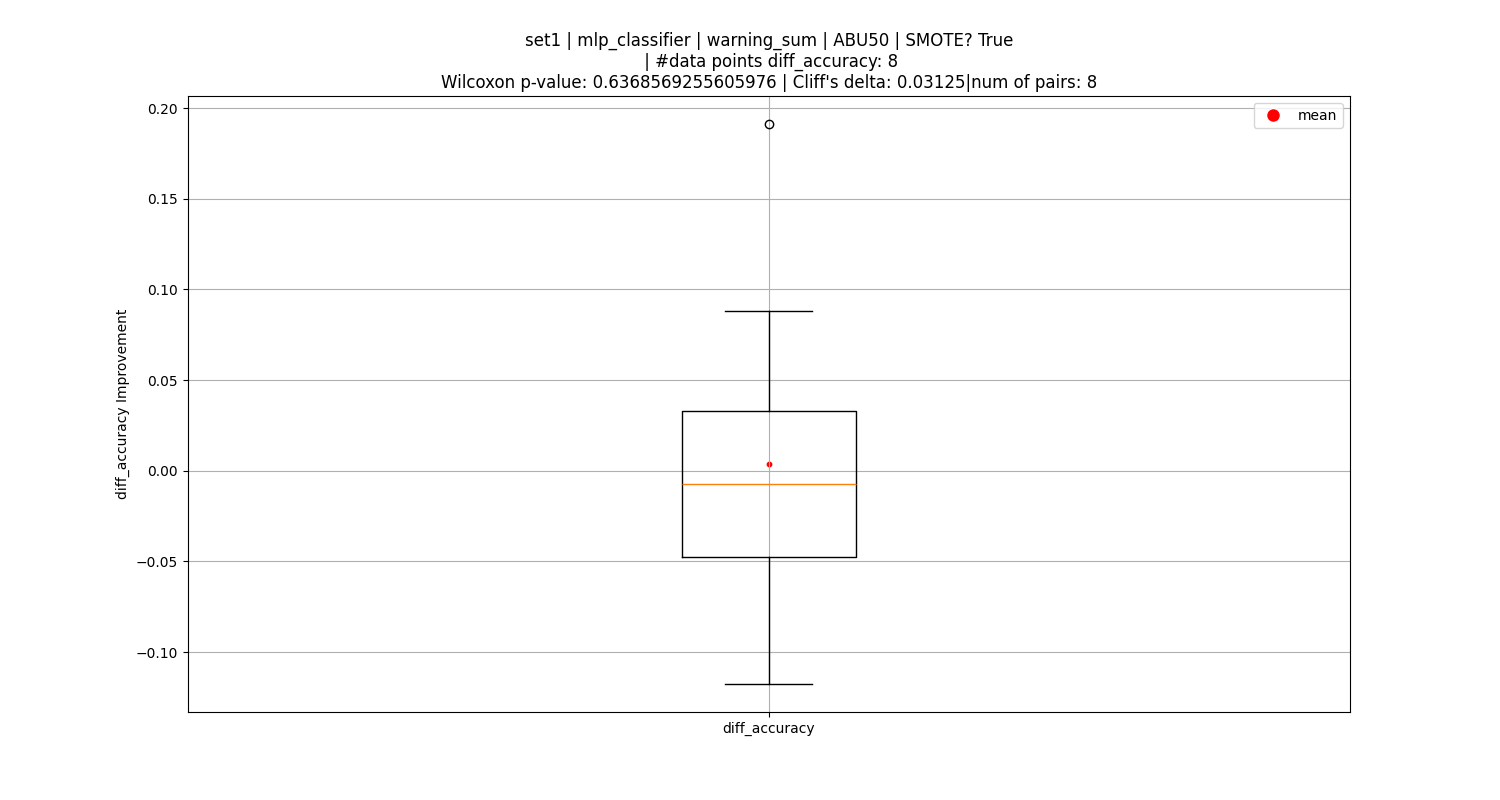 set1 | mlp_classifier | warning_sum | ABU50 | SMOTE? True
| #data points diff_accuracy: 8
Wilcoxon p-value: 0.6368569255605976 | Cliff's delta: 0.03125|num of pairs: 8
mean
0.20
0.15
0.10
0.05
0.00
−0.05
−0.10
diff_accuracy Improvement
diff_accuracy